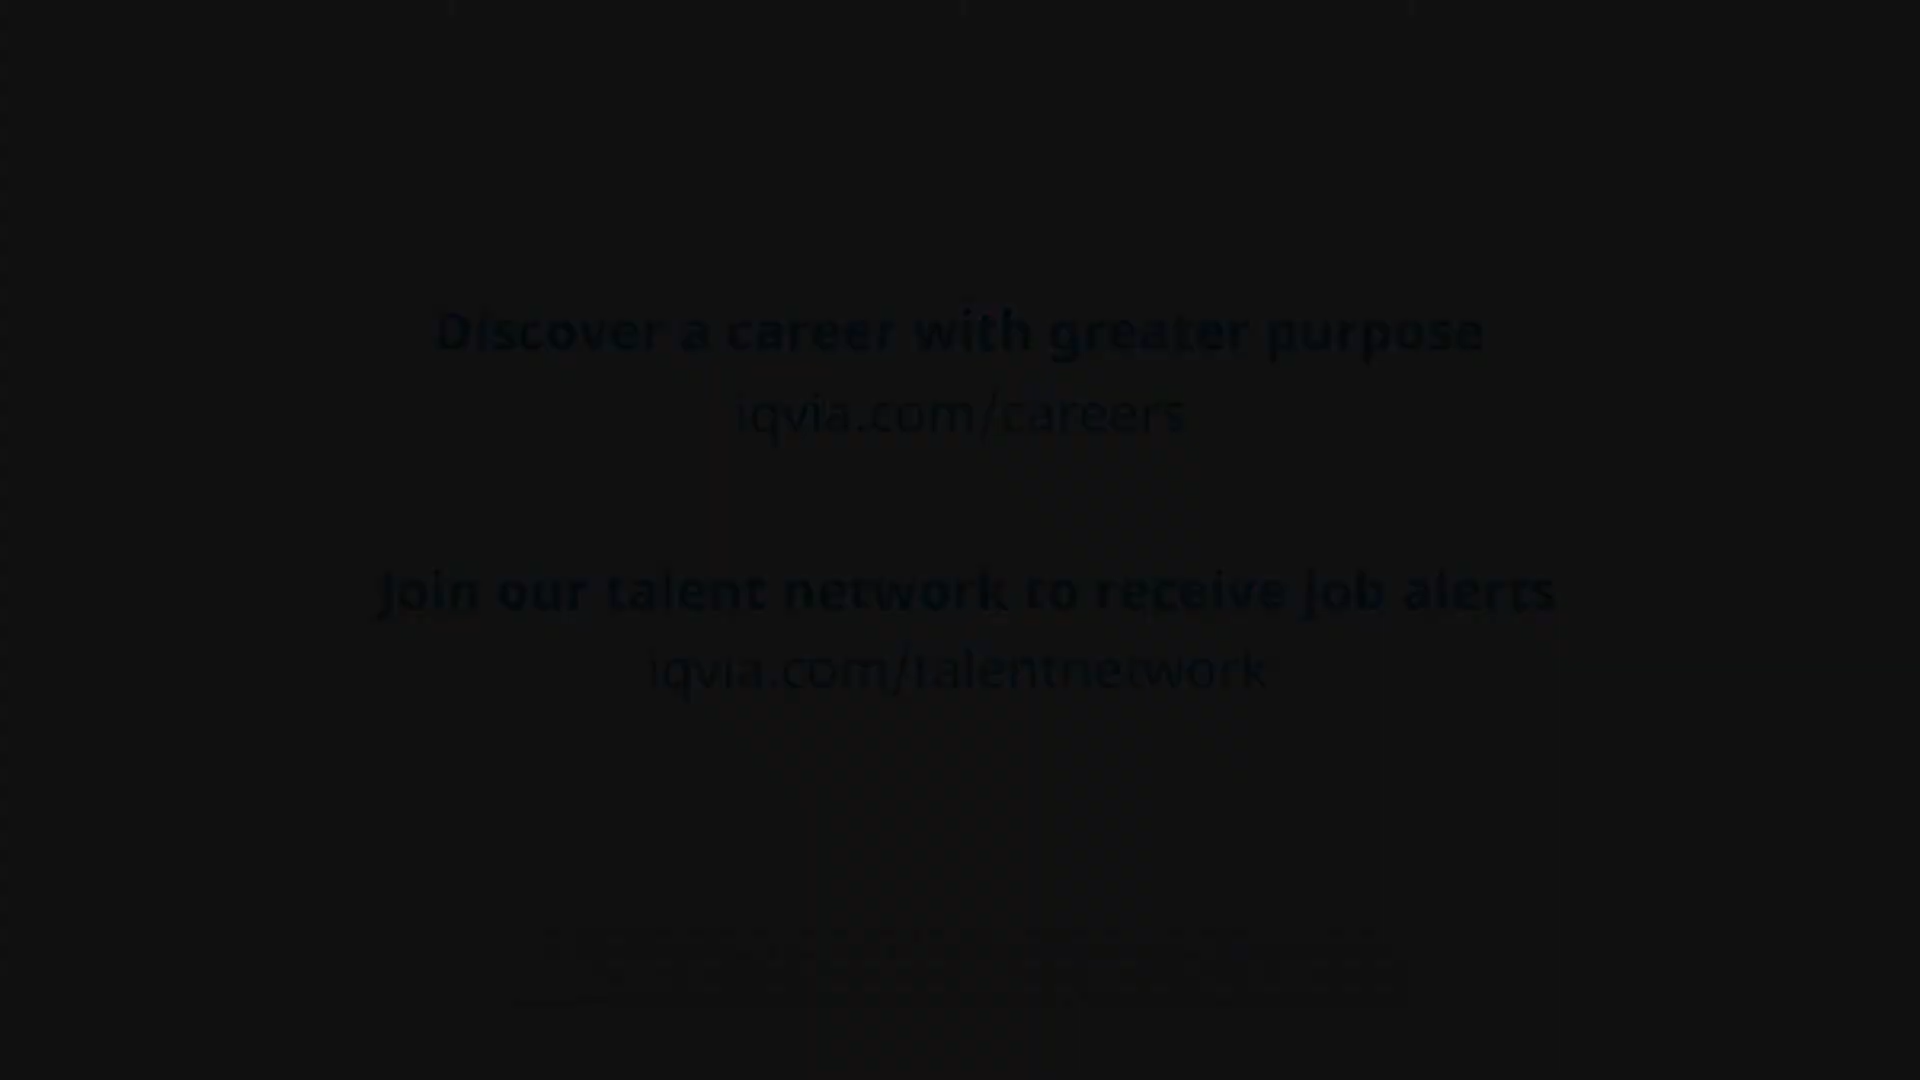 Discover a career with greater purpose
iqvia.com/careers
Join our talent network to receive job alerts
iqvia.com/talentnetwork